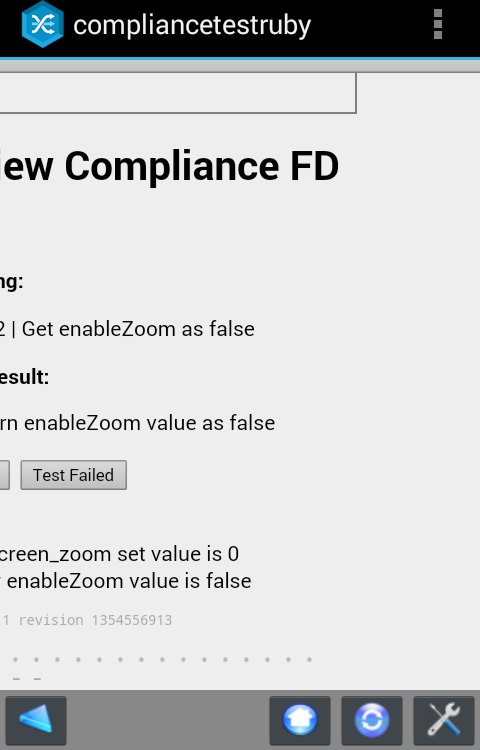 compliancetestruby
iew Compliance FD
ng:
2 | Get enableZoom as false
esult:
rn enableZoom value as false
Test Failed
creen_zoom set value is 0
enableZoom value is false
1 revision 1354556913